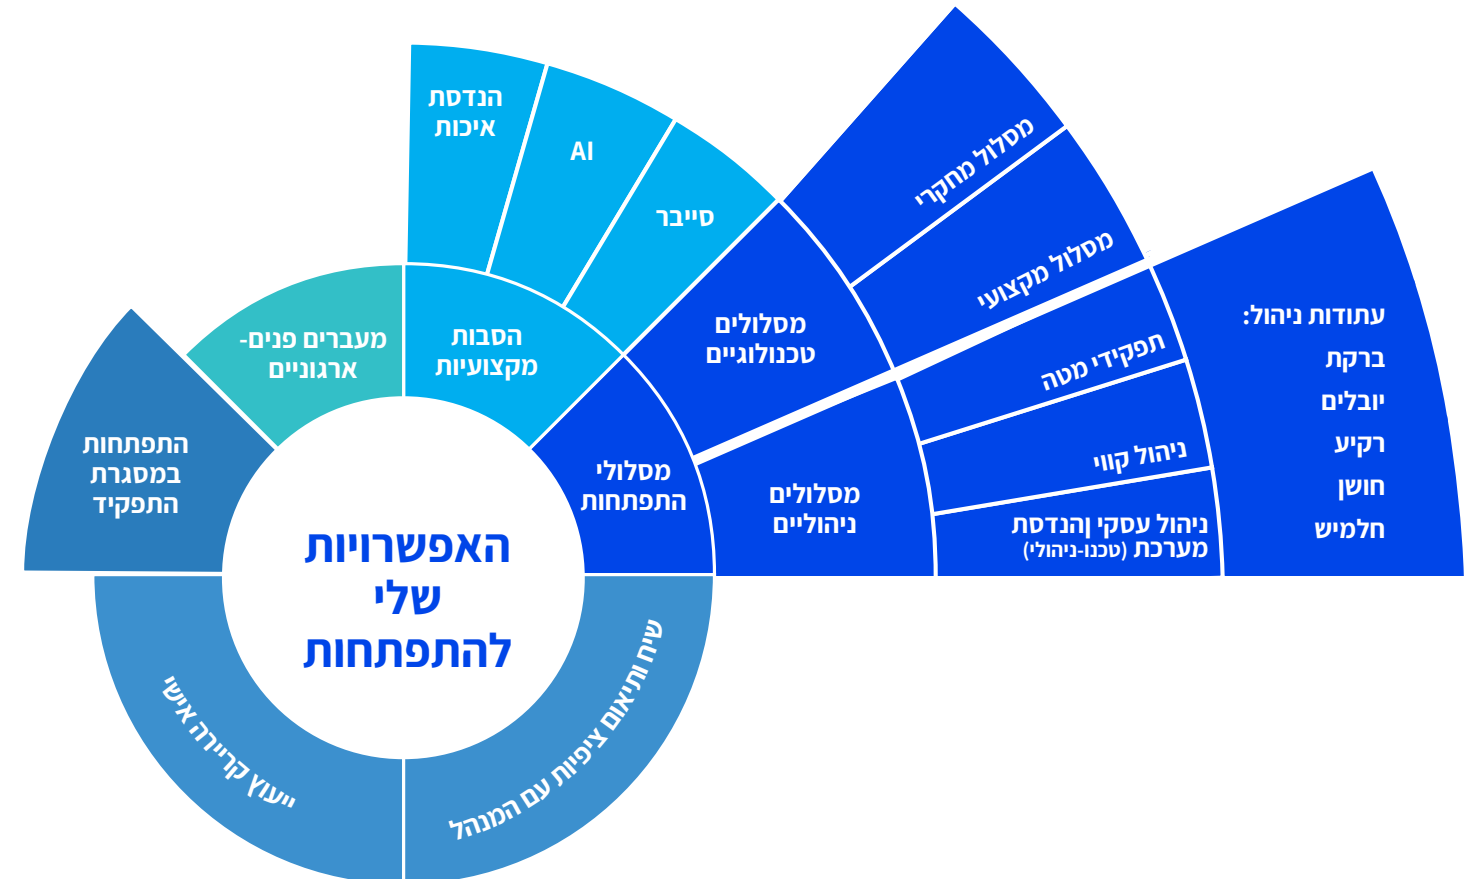 האפשרויות
שלי
להתפתחות
התפתחות
במסגרת
התפקיד
מעברים פנים-
ארגוניים
הסבות
מקצועיות
הנדסת
איכות
AI
סייבר
מסלולי
התפתחות
מסלולים
טכנולוגיים
מסלול מחקרי
מסלול מקצועי
מסלולים
ניהוליים
תפקידי מטה
ניהול קווי
ניהול עסקי ןהנדסת
מערכת (טכנו-ניהולי)
עתודות ניהול:
ברקת
יובלים
רקיע
חושן
חלמיש
שיח ותיאום ציפיות עם המנהל
ייעוץ קריירה אישי